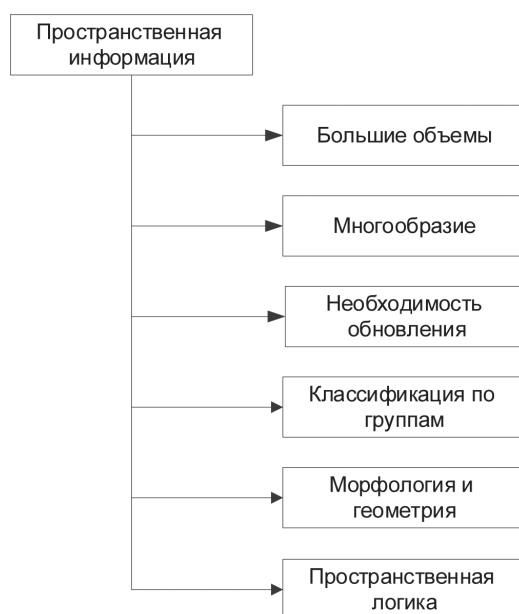 Пространственная
информация
Большие объемы
Многообразие
Необходимость
обновления
Классификация по
группам
Морфология и
геометрия
Пространственная
логика